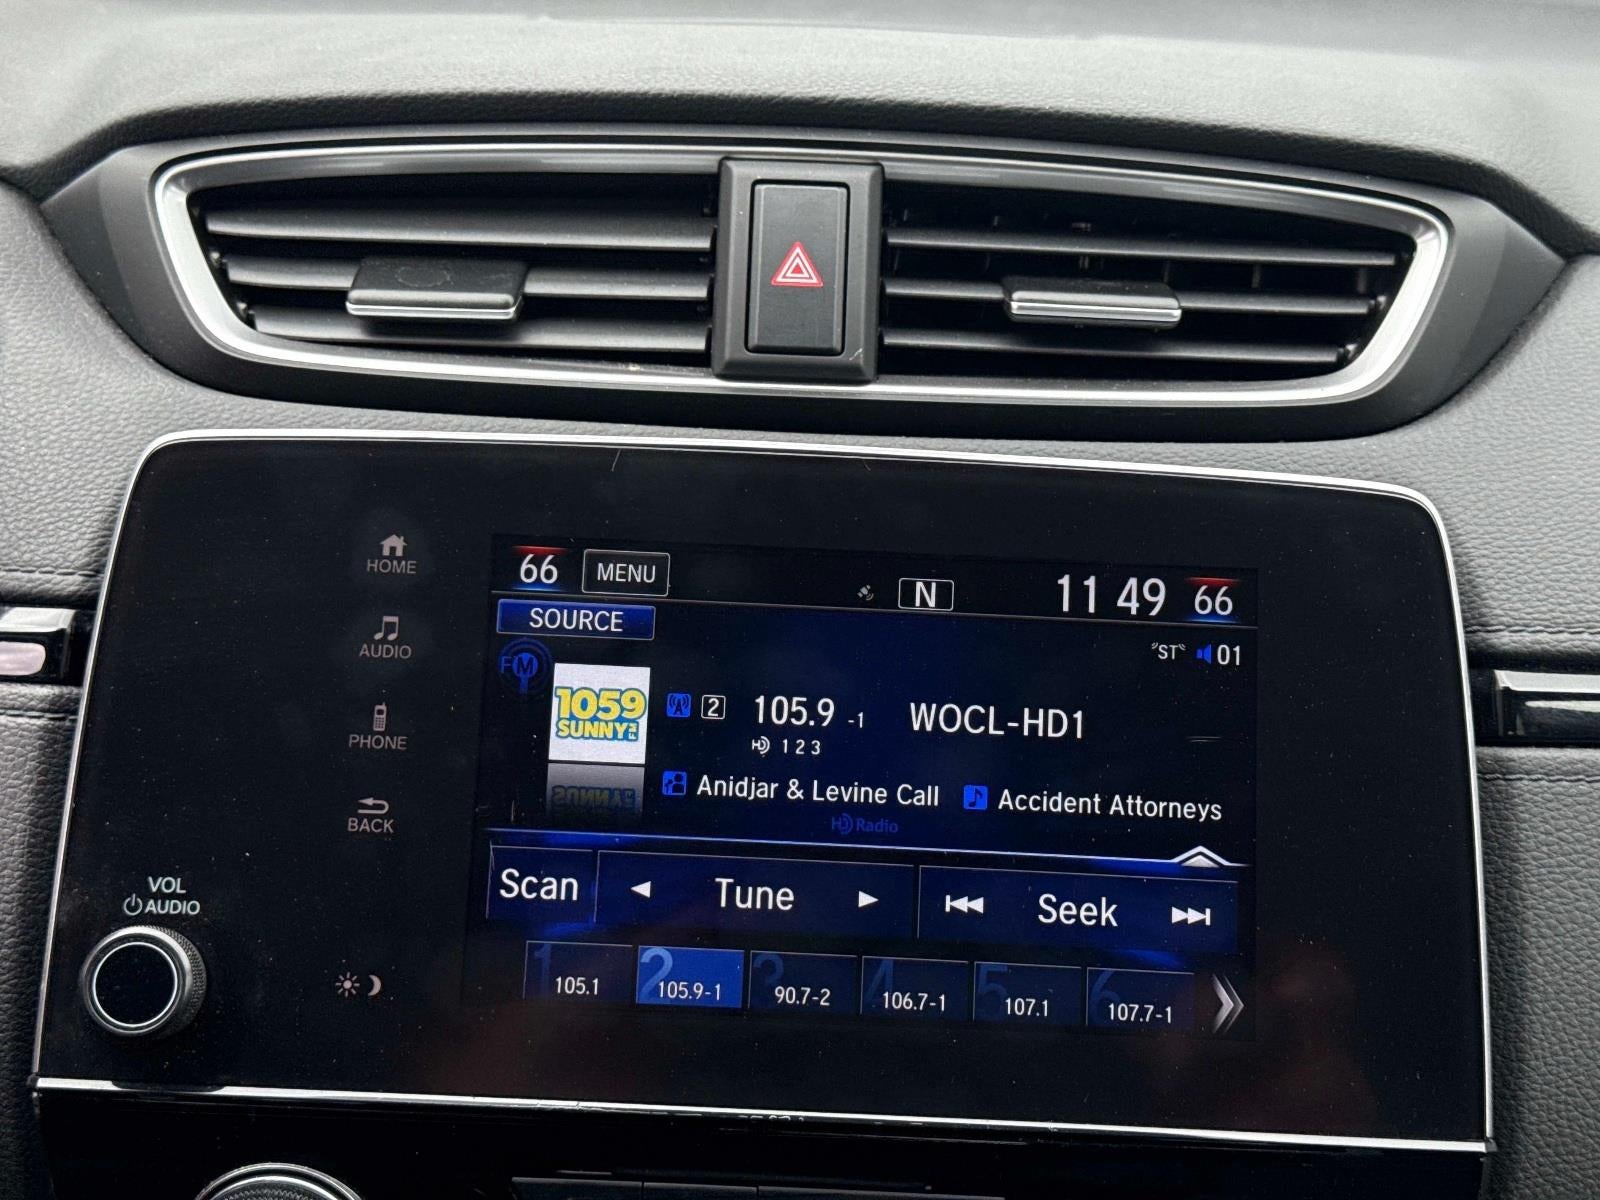 HOME
AUDIO
PHONE
BACK
VOL
AUDIO
66 MENU N 11 49 66
SOURCE
"ST" 01
FM
1059
SUNNY FM
2 105.9 -1 WOCL-HD1
HD 1 2 3
Anidjar & Levine Call Accident Attorneys
HD Radio
Scan Tune Seek
1 105.1
2 105.9-1
3 90.7-2
4 106.7-1
5 107.1
6 107.7-1